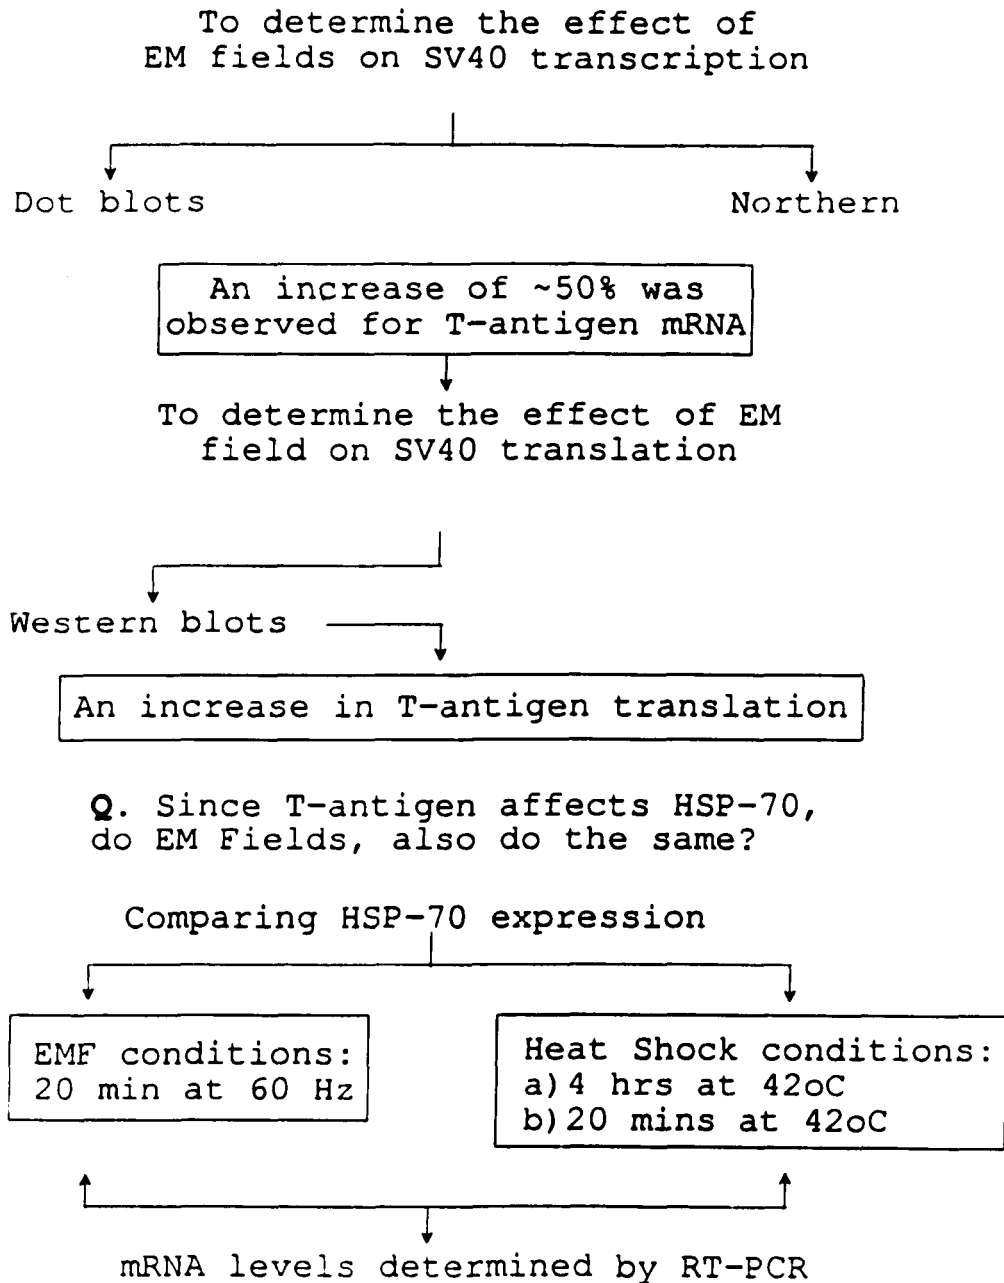 To determine the effect of
EM fields on SV40 transcription
Dot blots
Northern
An increase of ~50% was
observed for T-antigen mRNA
To determine the effect of EM
field on SV40 translation
Western blots
An increase in T-antigen translation
Q. Since T-antigen affects HSP-70,
do EM Fields, also do the same?
Comparing HSP-70 expression
EMF conditions:
20 min at 60 Hz
Heat Shock conditions:
a) 4 hrs at 42oC
b) 20 mins at 42oC
mRNA levels determined by RT-PCR